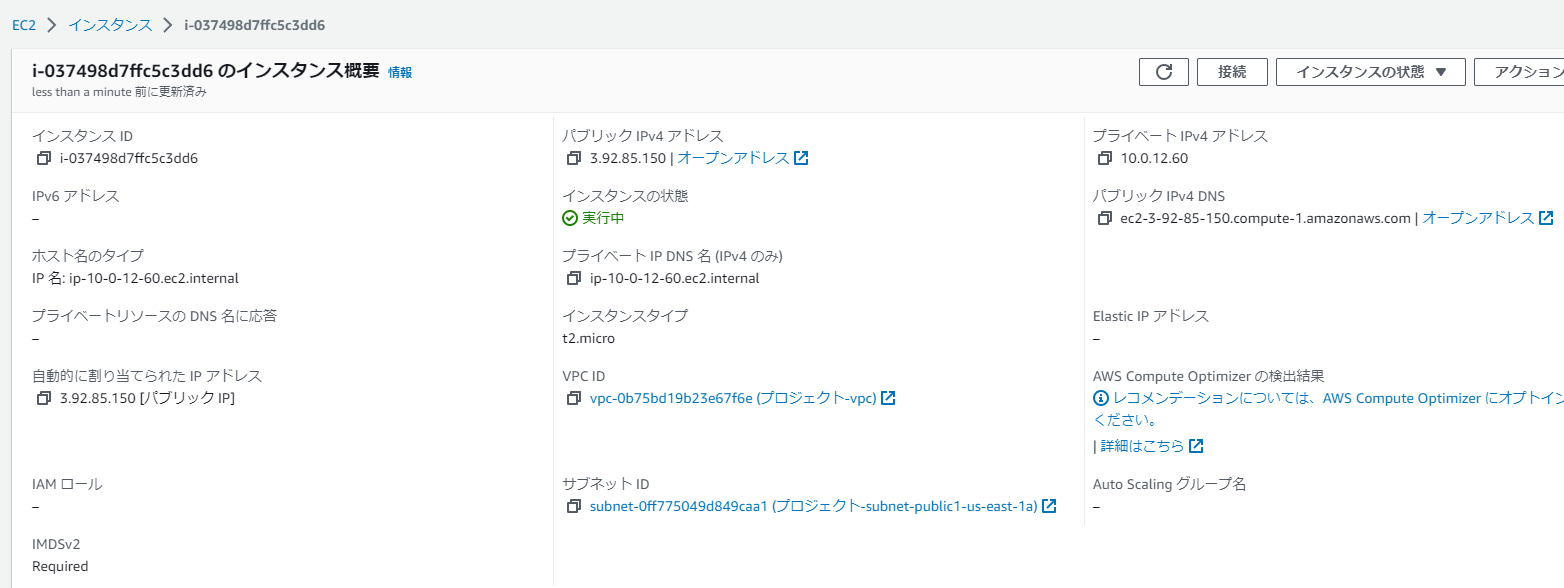 EC2 > インスタンス > i-037498d7ffc5c3dd6
i-037498d7ffc5c3dd6 のインスタンス概要 情報
less than a minute 前に更新済み
接続
インスタンスの状態 ▼
アクション
インスタンス ID
i-037498d7ffc5c3dd6
パブリック IPv4 アドレス
3.92.85.150 | オープンアドレス
プライベート IPv4 アドレス
10.0.12.60
IPv6 アドレス
–
インスタンスの状態
実行中
パブリック IPv4 DNS
ec2-3-92-85-150.compute-1.amazonaws.com | オープンアドレス
ホスト名のタイプ
IP 名: ip-10-0-12-60.ec2.internal
プライベート IP DNS 名 (IPv4 のみ)
ip-10-0-12-60.ec2.internal
プライベートリソースの DNS 名に応答
–
インスタンスタイプ
t2.micro
Elastic IP アドレス
–
自動的に割り当てられた IP アドレス
3.92.85.150 [パブリック IP]
VPC ID
vpc-0b75bd19b23e67f6e (プロジェクト-vpc)
AWS Compute Optimizer の検出結果
レコメンデーションについては、AWS Compute Optimizer にオプトイン
ください。
| 詳細はこちら
IAM ロール
–
サブネット ID
subnet-0ff775049d849caa1 (プロジェクト-subnet-public1-us-east-1a)
Auto Scaling グループ名
–
IMDSv2
Required